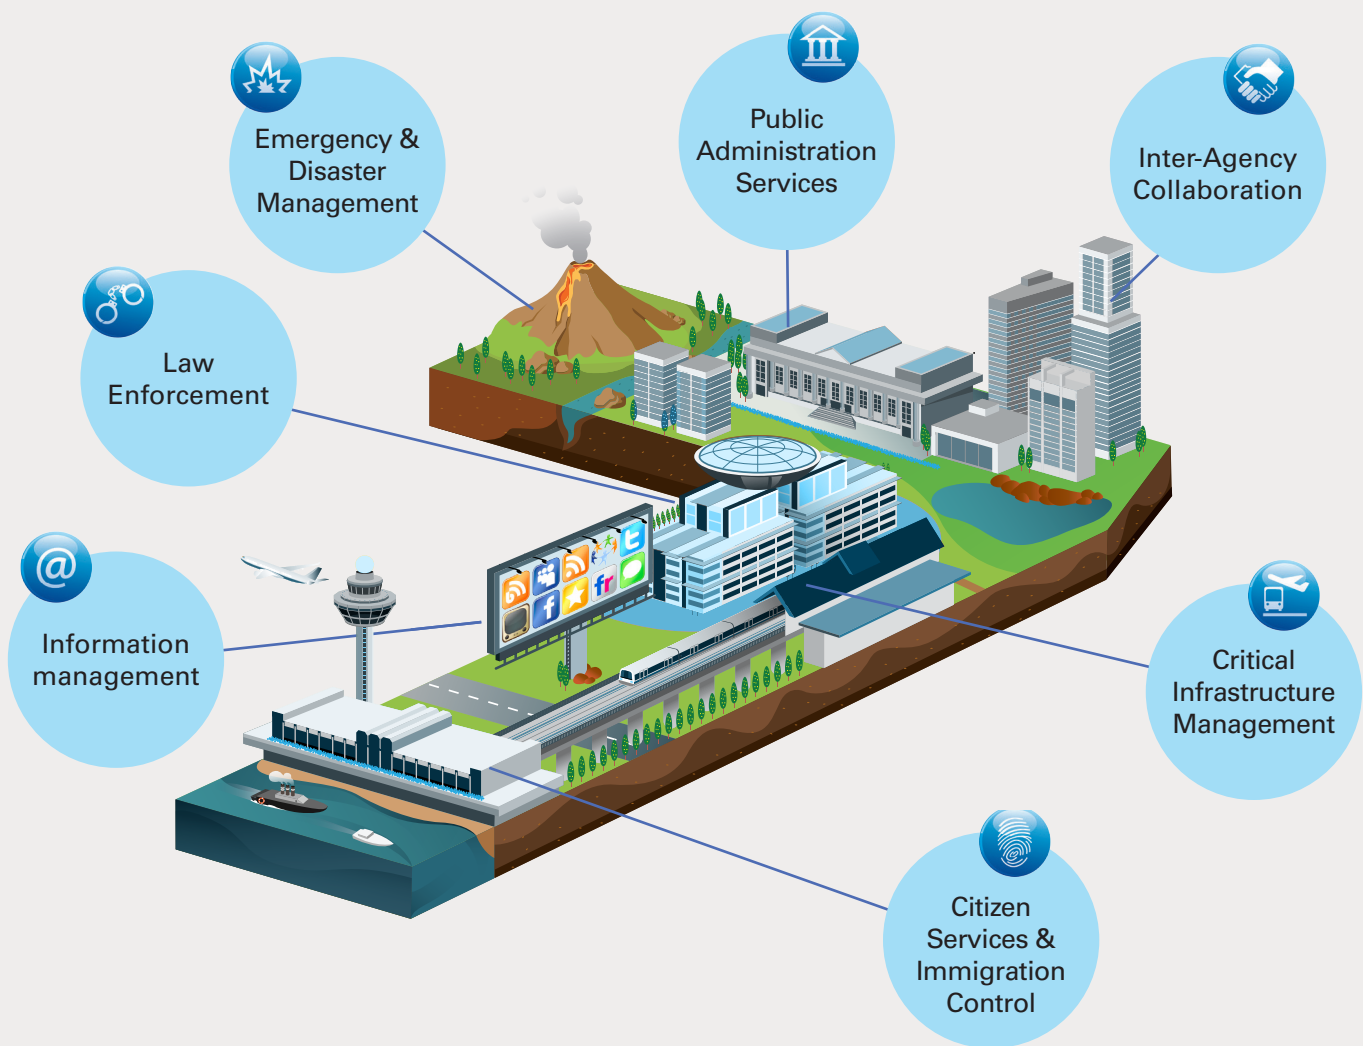 Public
Administration
Services
Emergency &
Disaster
Management
Inter-Agency
Collaboration
Law
Enforcement
@
Information
management
fr
Critical
Infrastructure
Management
Citizen
Services &
Immigration
Control